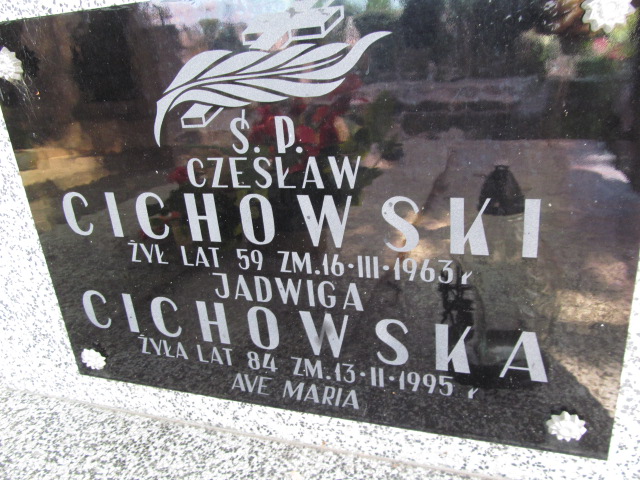 Ś. P.
CZESŁAW
CICHOWSKI
ŻYŁ LAT 59 ZM. 16·III·1963 r
JADWIGA
CICHOWSKA
ŻYŁA LAT 84 ZM. 13·II·1995 r
AVE MARIA